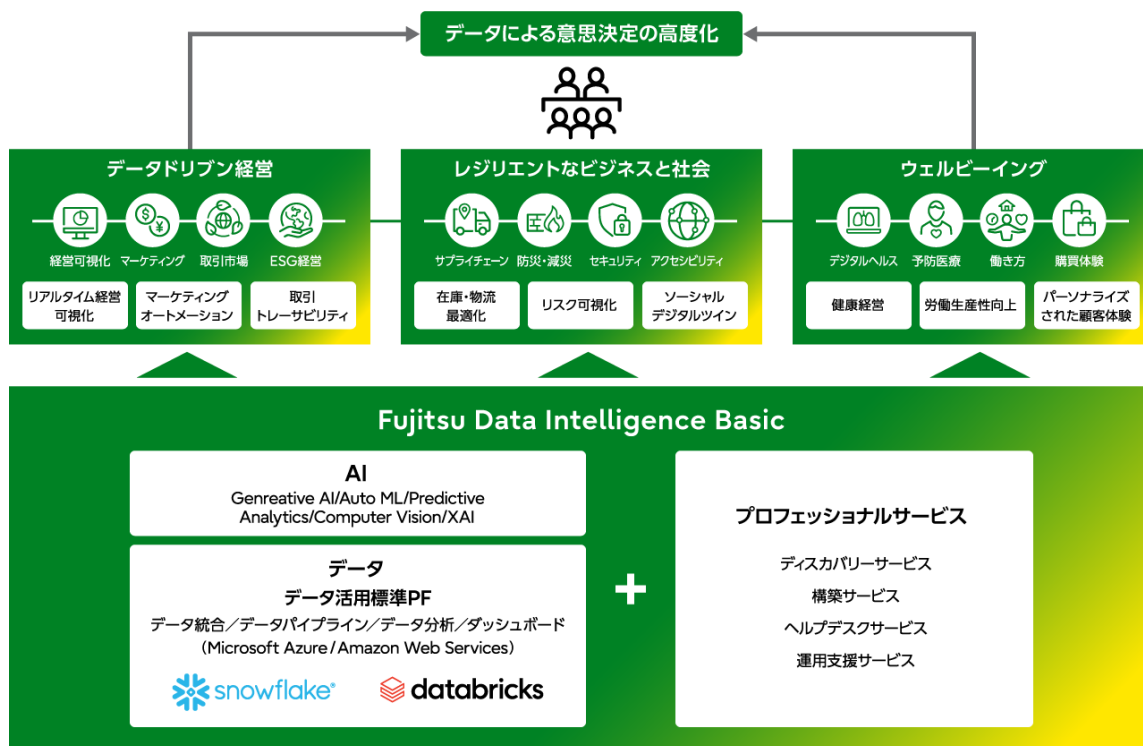 データによる意思決定の高度化
データドリブン経営
$
¥
経営可視化
マーケティング
取引市場
ESG経営
リアルタイム経営
可視化
マーケティング
オートメーション
取引
トレーサビリティ
レジリエントなビジネスと社会
サプライチェーン
防災・減災
セキュリティ
アクセシビリティ
在庫・物流
最適化
リスク可視化
ソーシャル
デジタルツイン
ウェルビーイング
デジタルヘルス
予防医療
働き方
購買体験
健康経営
労働生産性向上
パーソナライズ
された顧客体験
Fujitsu Data Intelligence Basic
AI
Genreative AI/Auto ML/Predictive
Analytics/Computer Vision/XAI
データ
データ活用標準PF
データ統合／データパイプライン／データ分析／ダッシュボード
（Microsoft Azure/Amazon Web Services）
snowflake®
databricks
+
プロフェッショナルサービス
ディスカバリーサービス
構築サービス
ヘルプデスクサービス
運用支援サービス